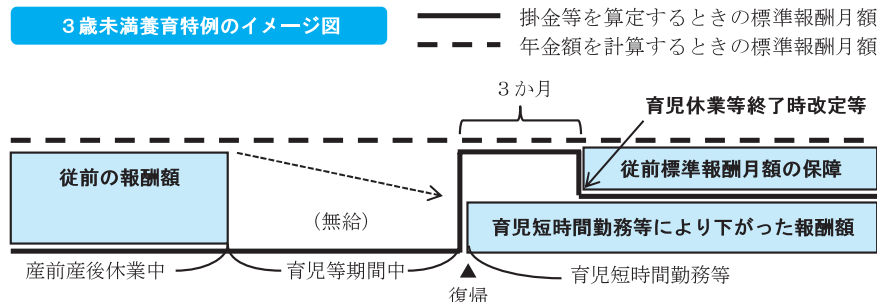 ３歳未満養育特例のイメージ図
掛金等を算定するときの標準報酬月額
年金額を計算するときの標準報酬月額
３か月
育児休業等終了時改定等
従前の報酬額
従前標準報酬月額の保障
（無給）
育児短時間勤務等により下がった報酬額
産前産後休業中
育児等期間中
育児短時間勤務等
復帰